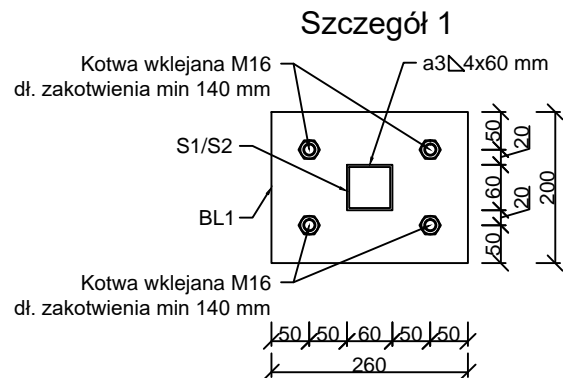 Szczegół 1
Kotwa wklejana M16
dł. zakotwienia min 140 mm
a3 4x60 mm
S1/S2
BL1
Kotwa wklejana M16
dł. zakotwienia min 140 mm
50
20
60
20
50
200
50 50 60 50 50
260